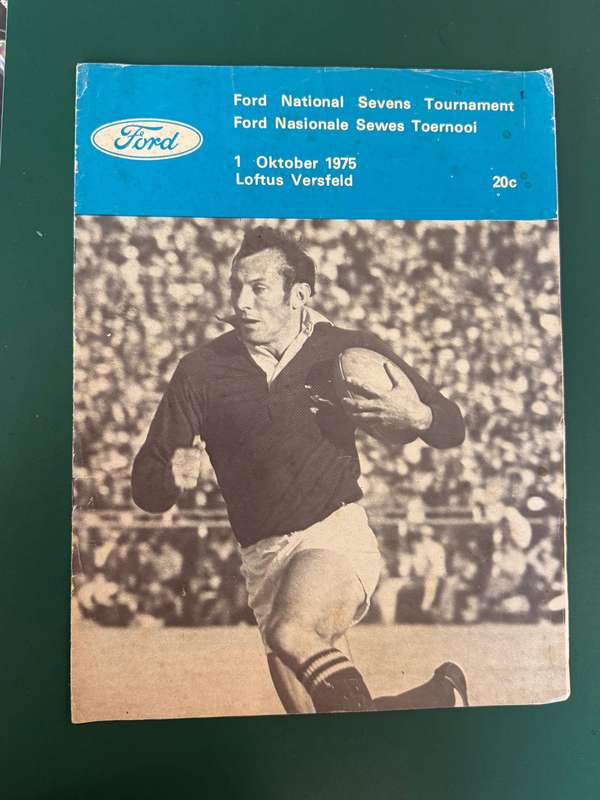 Ford
Ford National Sevens Tournament
Ford Nasionale Sewes Toernooi
1 Oktober 1975
Loftus Versfeld
20c